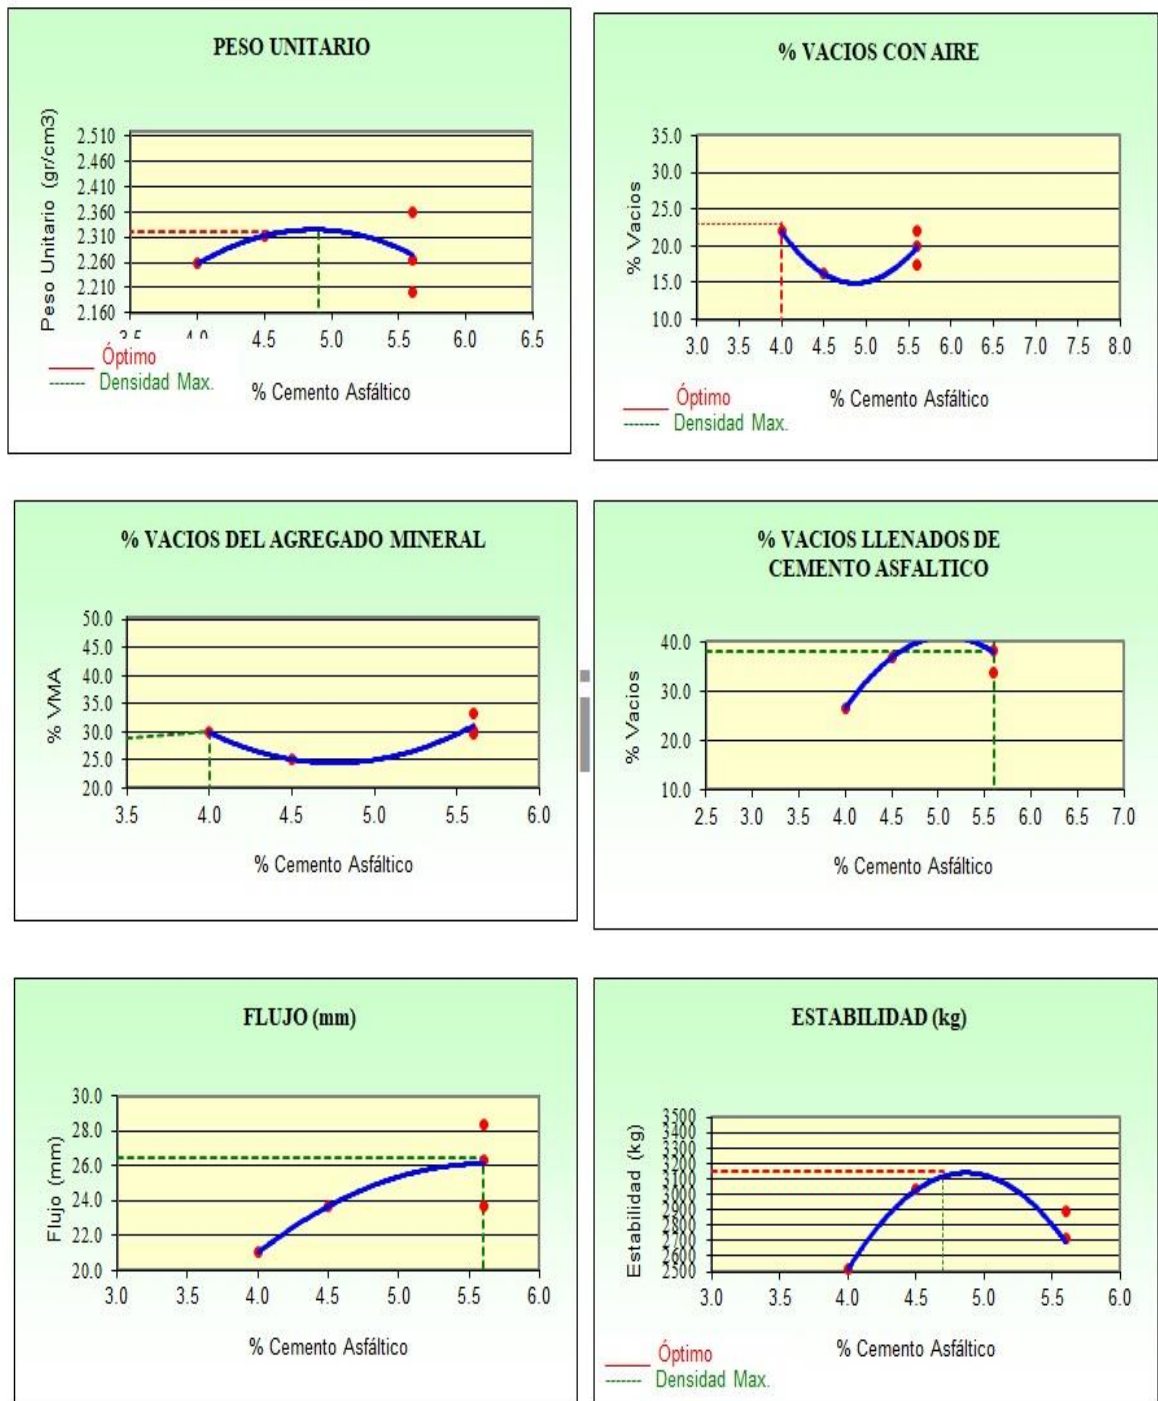 PESO UNITARIO
Peso Unitario (gr/cm3)
2.510
2.460
2.410
2.360
2.310
2.260
2.210
2.160
4.5 5.0 5.5 6.0 6.5
Óptimo
Densidad Max.
% Cemento Asfáltico
% VACIOS CON AIRE
% Vacios
35.0
30.0
25.0
20.0
15.0
10.0
3.0 3.5 4.0 4.5 5.0 5.5 6.0 6.5 7.0 7.5 8.0
Óptimo
Densidad Max.
% Cemento Asfáltico
% VACIOS DEL AGREGADO MINERAL
% VMA
50.0
45.0
40.0
35.0
30.0
25.0
20.0
3.5 4.0 4.5 5.0 5.5 6.0
% Cemento Asfáltico
% VACIOS LLENADOS DE
CEMENTO ASFALTICO
% Vacios
40.0
30.0
20.0
10.0
2.5 3.0 3.5 4.0 4.5 5.0 5.5 6.0 6.5 7.0
% Cemento Asfáltico
FLUJO (mm)
Flujo (mm)
30.0
28.0
26.0
24.0
22.0
20.0
3.0 3.5 4.0 4.5 5.0 5.5 6.0
% Cemento Asfáltico
ESTABILIDAD (kg)
Estabilidad (kg)
3500
3400
3300
3200
3100
3000
2900
2800
2700
2600
2500
3.0 3.5 4.0 4.5 5.0 5.5 6.0
Óptimo
Densidad Max.
% Cemento Asfáltico